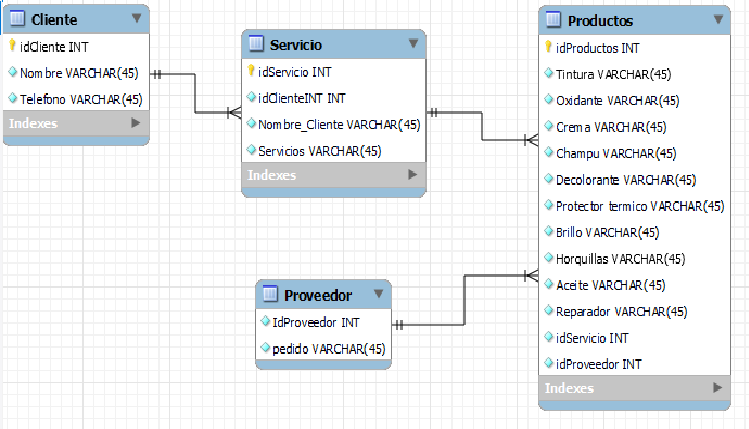 Cliente
idCliente INT
Nombre VARCHAR(45)
Telefono VARCHAR(45)
Indexes
Servicio
idServicio INT
idClienteINT INT
Nombre_Cliente VARCHAR(45)
Servicios VARCHAR(45)
Indexes
Productos
idProductos INT
Tintura VARCHAR(45)
Oxidante VARCHAR(45)
Crema VARCHAR(45)
Champu VARCHAR(45)
Decolorante VARCHAR(45)
Protector termico VARCHAR(45)
Brillo VARCHAR(45)
Horquillas VARCHAR(45)
Aceite VARCHAR(45)
Reparador VARCHAR(45)
idServicio INT
idProveedor INT
Indexes
Proveedor
IdProveedor INT
pedido VARCHAR(45)